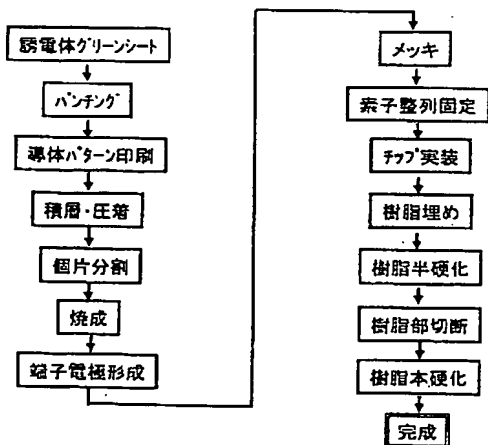 誘電体グリーンシート
パンチング
導体パターン印刷
積層・圧着
個片分割
焼成
端子電極形成
メッキ
素子整列固定
チップ実装
樹脂埋め
樹脂半硬化
樹脂部切断
樹脂本硬化
完成